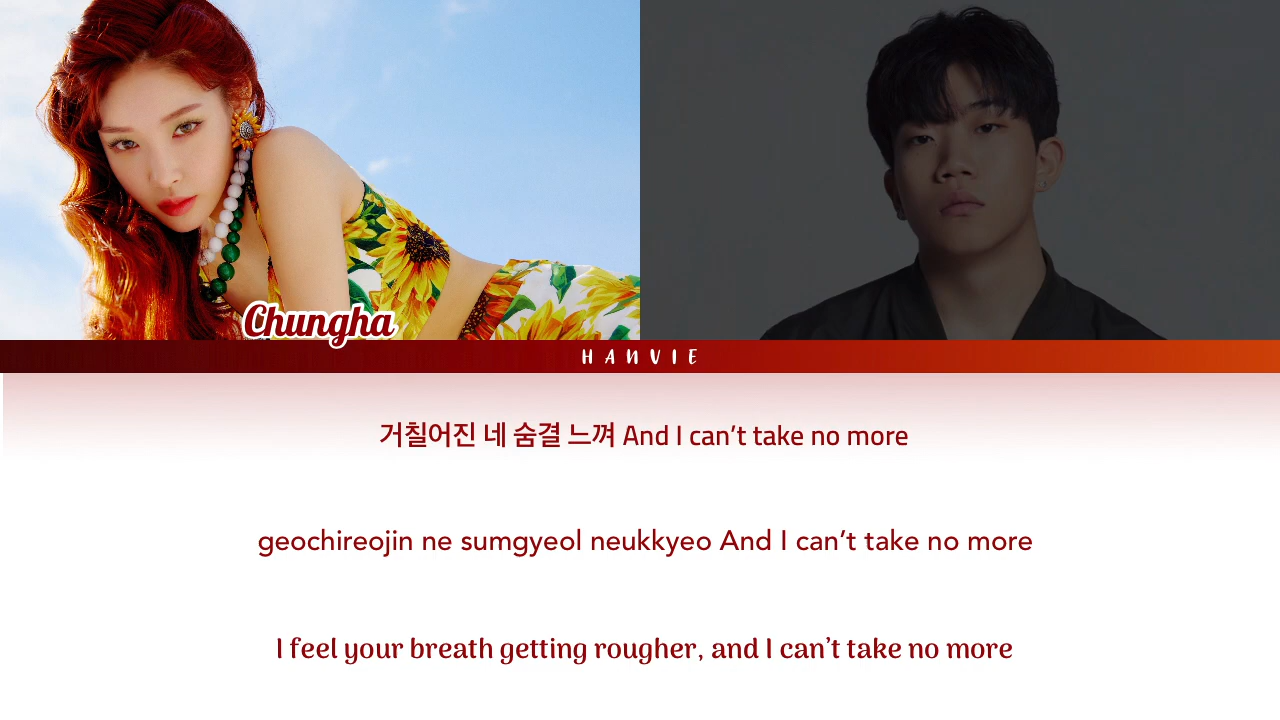 Chungha
HANVIE
거칠어진 네 숨결 느껴 And I can't take no more
geochireojin ne sumgyeol neukkyeo And I can't take no more
I feel your breath getting rougher, and I can't take no more